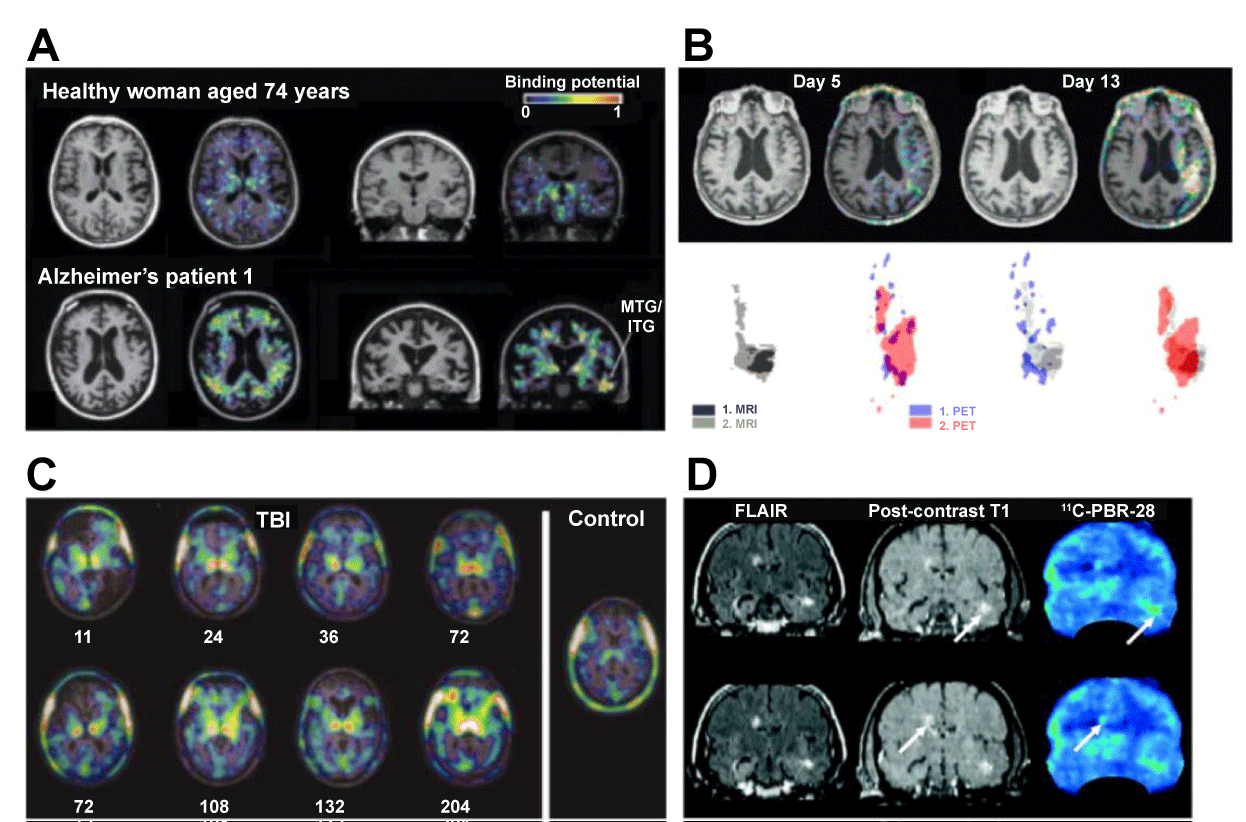 A
Healthy woman aged 74 years
Binding potential
0 1
Alzheimer's patient 1
MTG/
ITG
B
Day 5
Day 13
1. MRI
2. MRI
1. PET
2. PET
C
TBI
Control
11
24
36
72
72
108
132
204
D
FLAIR
Post-contrast T1
¹¹C-PBR-28